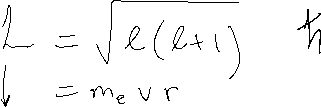 L = √(ℓ(ℓ+1)) ℏ
↓ = mₑ v r